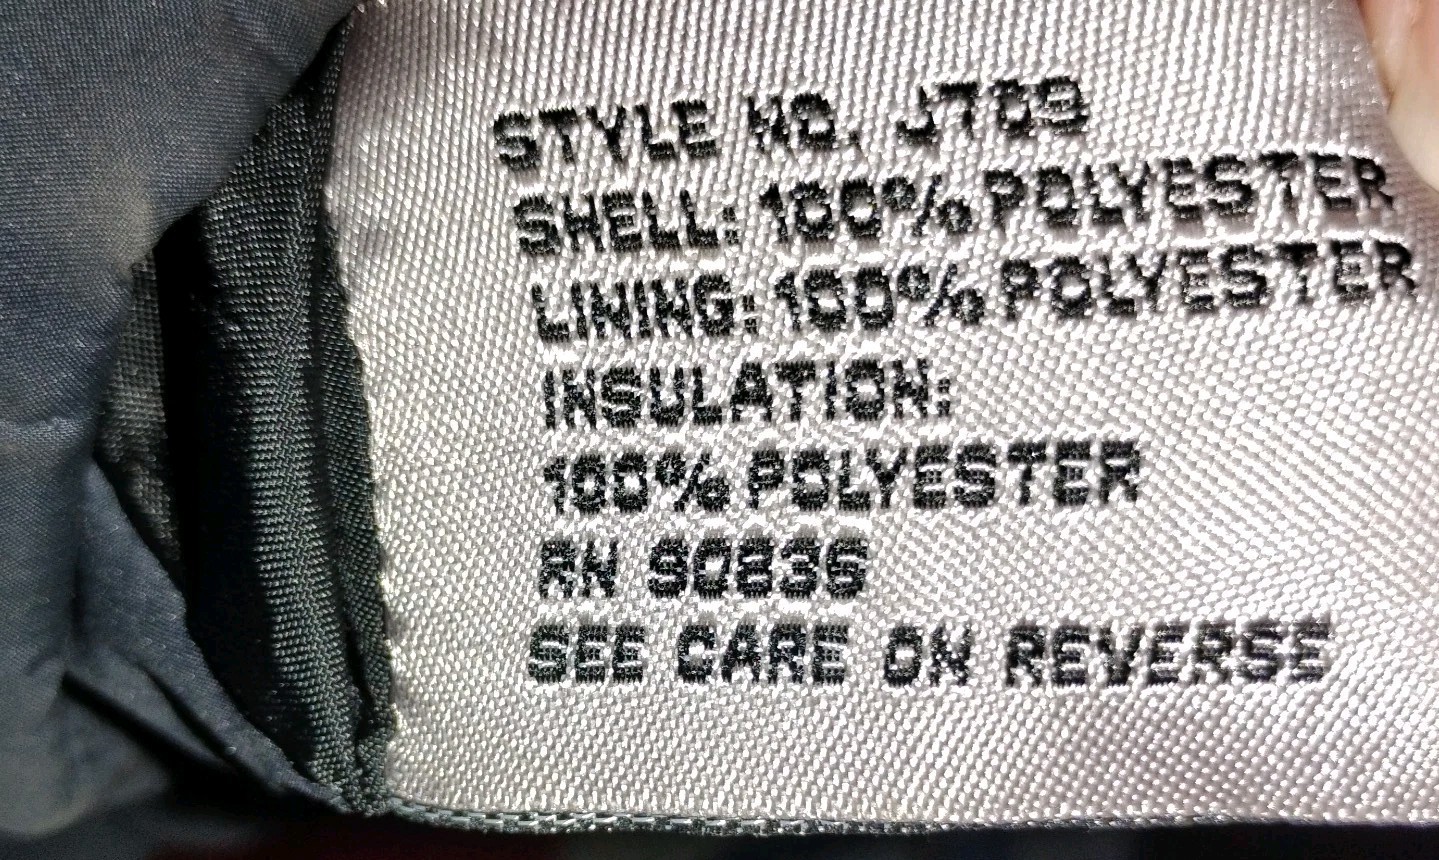 STYLE NO. J709
SHELL: 100% POLYESTER
LINING: 100% POLYESTER
INSULATION:
100% POLYESTER
RN 90836
SEE CARE ON REVERSE